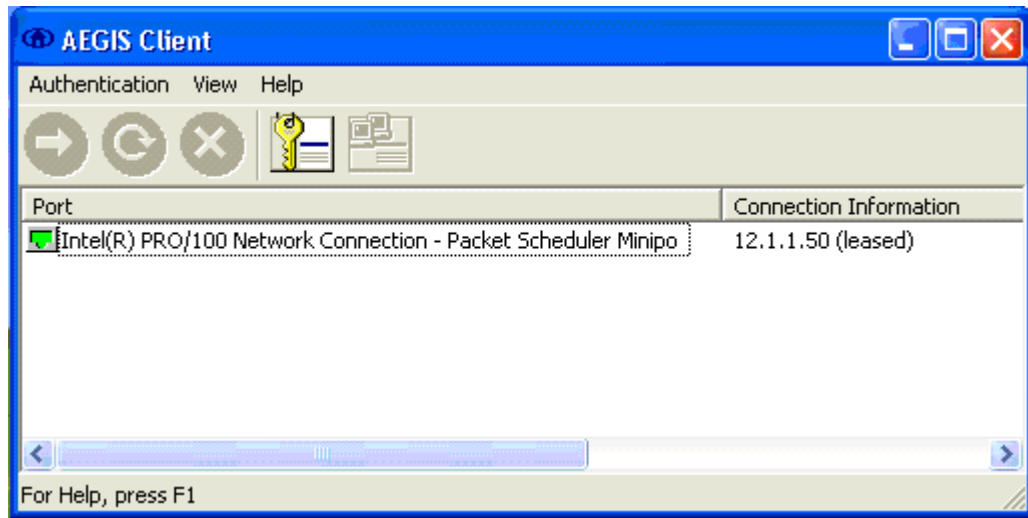 AEGIS Client
Authentication View Help
Port Connection Information
Intel(R) PRO/100 Network Connection - Packet Scheduler Minipo 12.1.1.50 (leased)
For Help, press F1